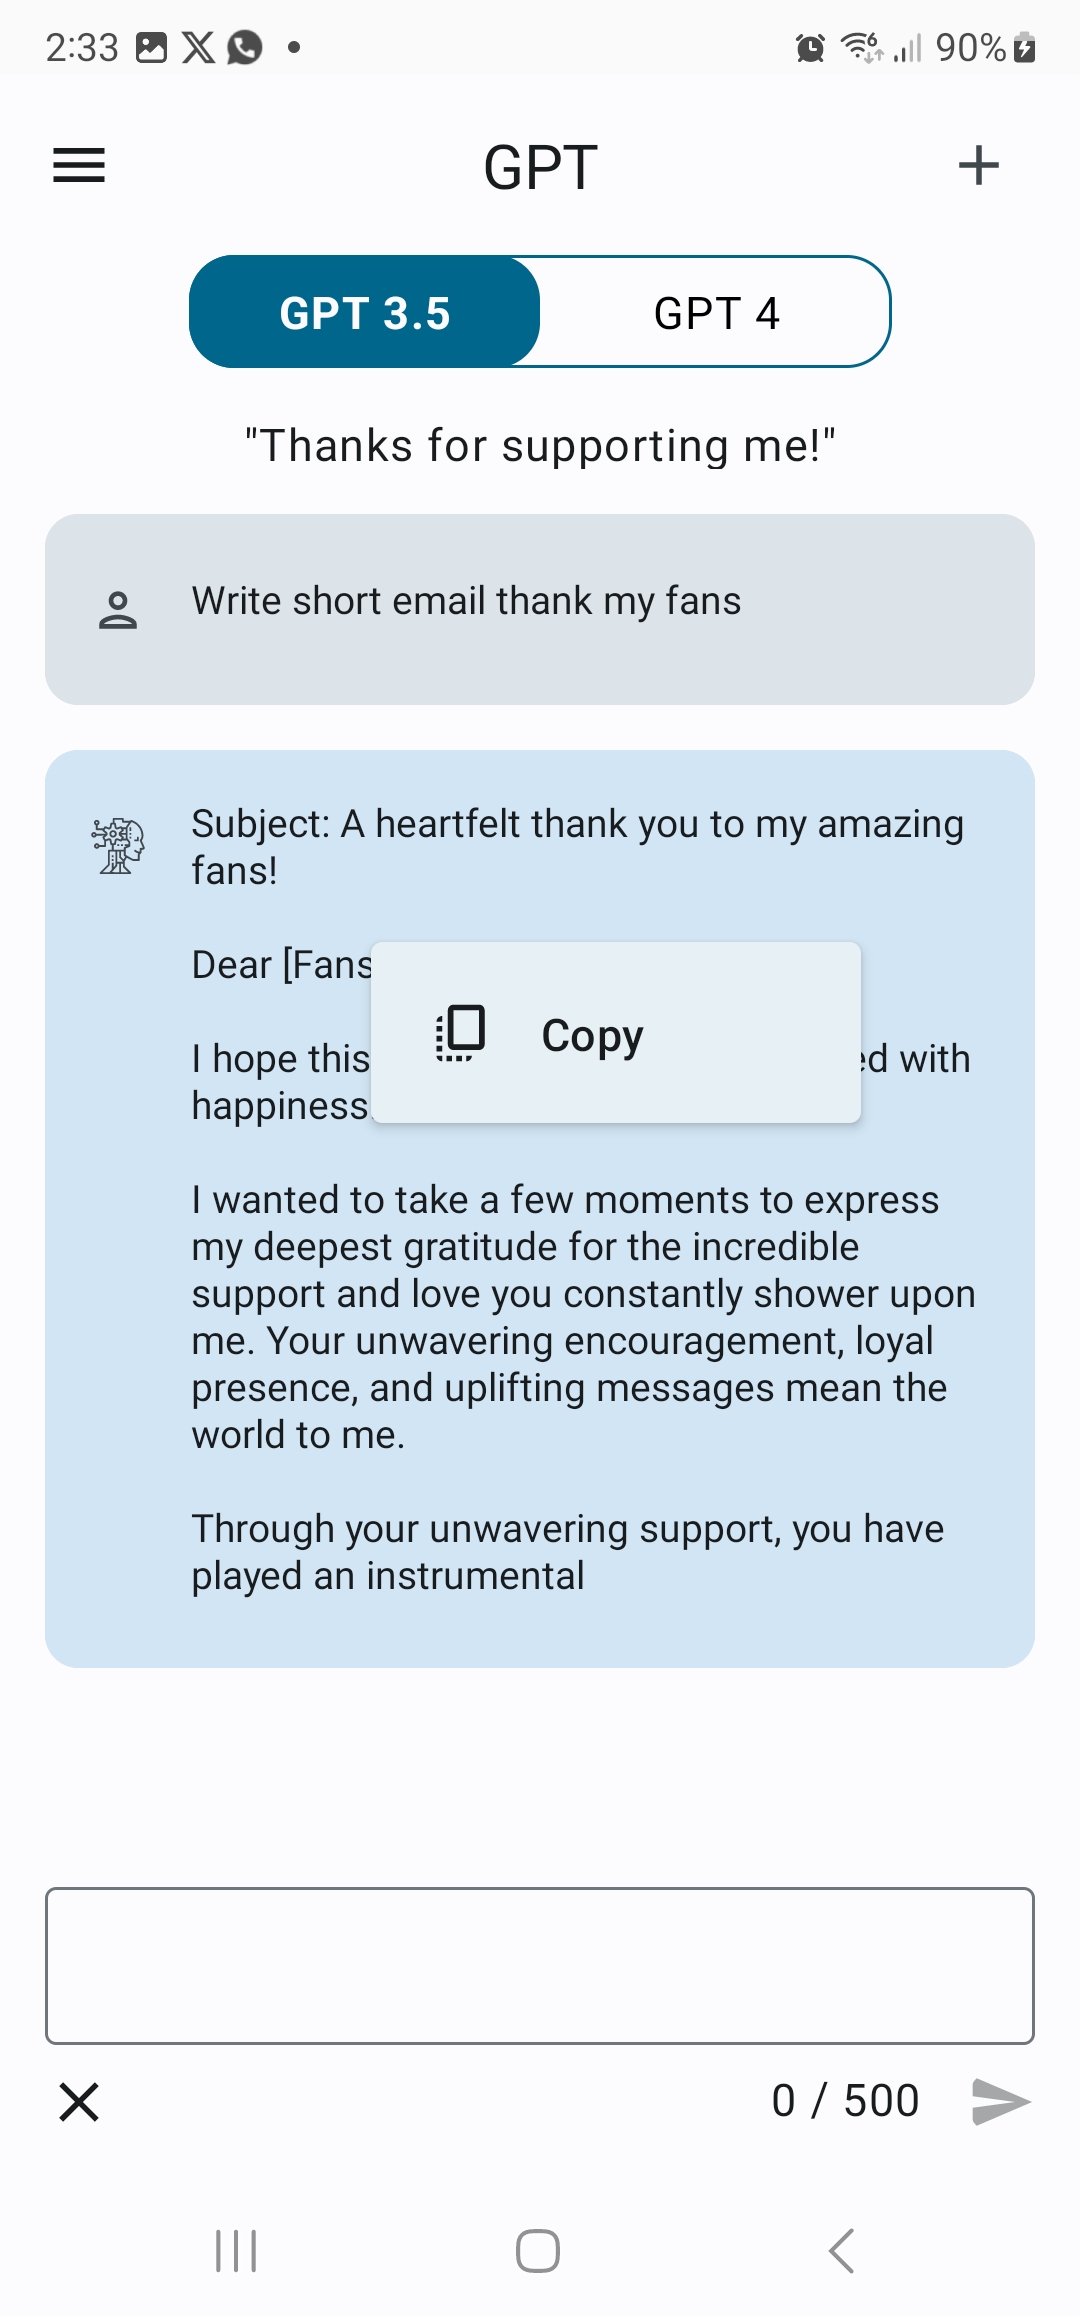 2:33
90%
GPT
GPT 3.5
GPT 4
"Thanks for supporting me!"
Write short email thank my fans
Subject: A heartfelt thank you to my amazing
fans!
Dear [Fans
Copy
I hope this
with
happiness
I wanted to take a few moments to express
my deepest gratitude for the incredible
support and love you constantly shower upon
me. Your unwavering encouragement, loyal
presence, and uplifting messages mean the
world to me.
Through your unwavering support, you have
played an instrumental
0 / 500